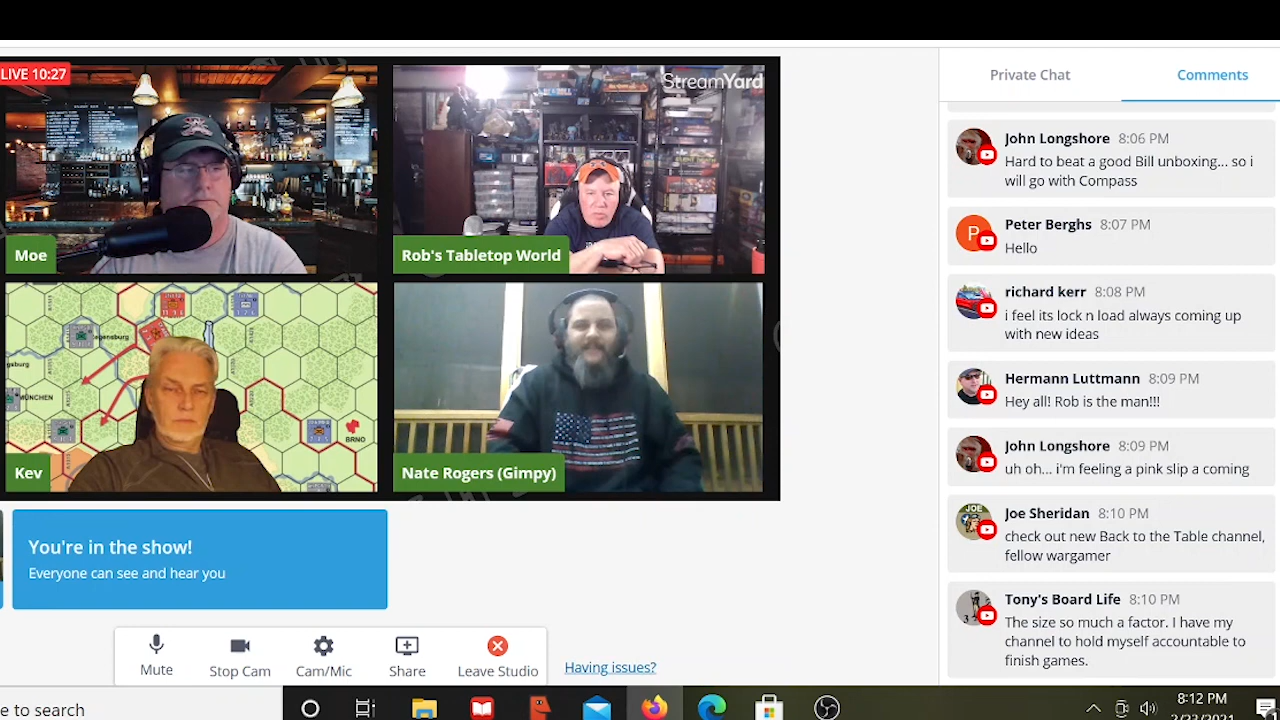 LIVE 10:27
StreamYard
Moe
Rob's Tabletop World
MÜNCHEN
BRNO
Kev
Nate Rogers (Gimpy)
You're in the show!
Everyone can see and hear you
Mute
Stop Cam
Cam/Mic
Share
Leave Studio
Having issues?
Private Chat
Comments
John Longshore 8:06 PM
Hard to beat a good Bill unboxing... so i
will go with Compass
Peter Berghs 8:07 PM
P
Hello
richard kerr 8:08 PM
i feel its lock n load always coming up
with new ideas
Hermann Luttmann 8:09 PM
Hey all! Rob is the man!!!
John Longshore 8:09 PM
uh oh... i'm feeling a pink slip a coming
JOE
Joe Sheridan 8:10 PM
check out new Back to the Table channel,
fellow wargamer
Tony's Board Life 8:10 PM
The size so much a factor. I have my
channel to hold myself accountable to
finish games.
e to search
8:12 PM
2/23/2021